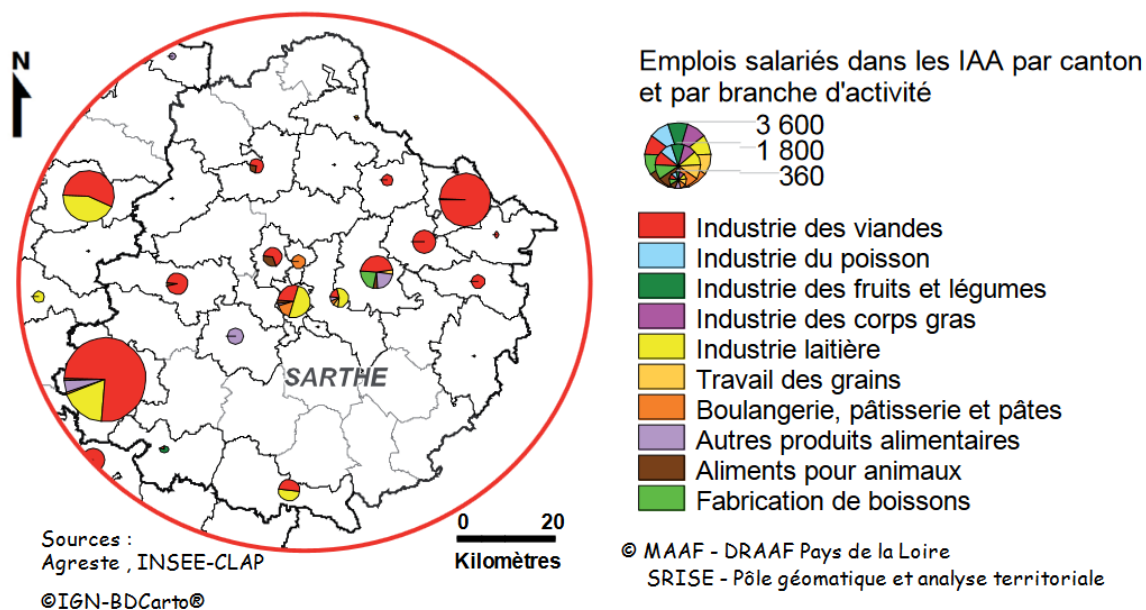 N
SARTHE
0 20
Kilomètres
Sources :
Agreste , INSEE-CLAP
©IGN-BDCarto®
Emplois salariés dans les IAA par canton
et par branche d'activité
3 600
1 800
360
Industrie des viandes
Industrie du poisson
Industrie des fruits et légumes
Industrie des corps gras
Industrie laitière
Travail des grains
Boulangerie, pâtisserie et pâtes
Autres produits alimentaires
Aliments pour animaux
Fabrication de boissons
© MAAF - DRAAF Pays de la Loire
SRISE - Pôle géomatique et analyse territoriale